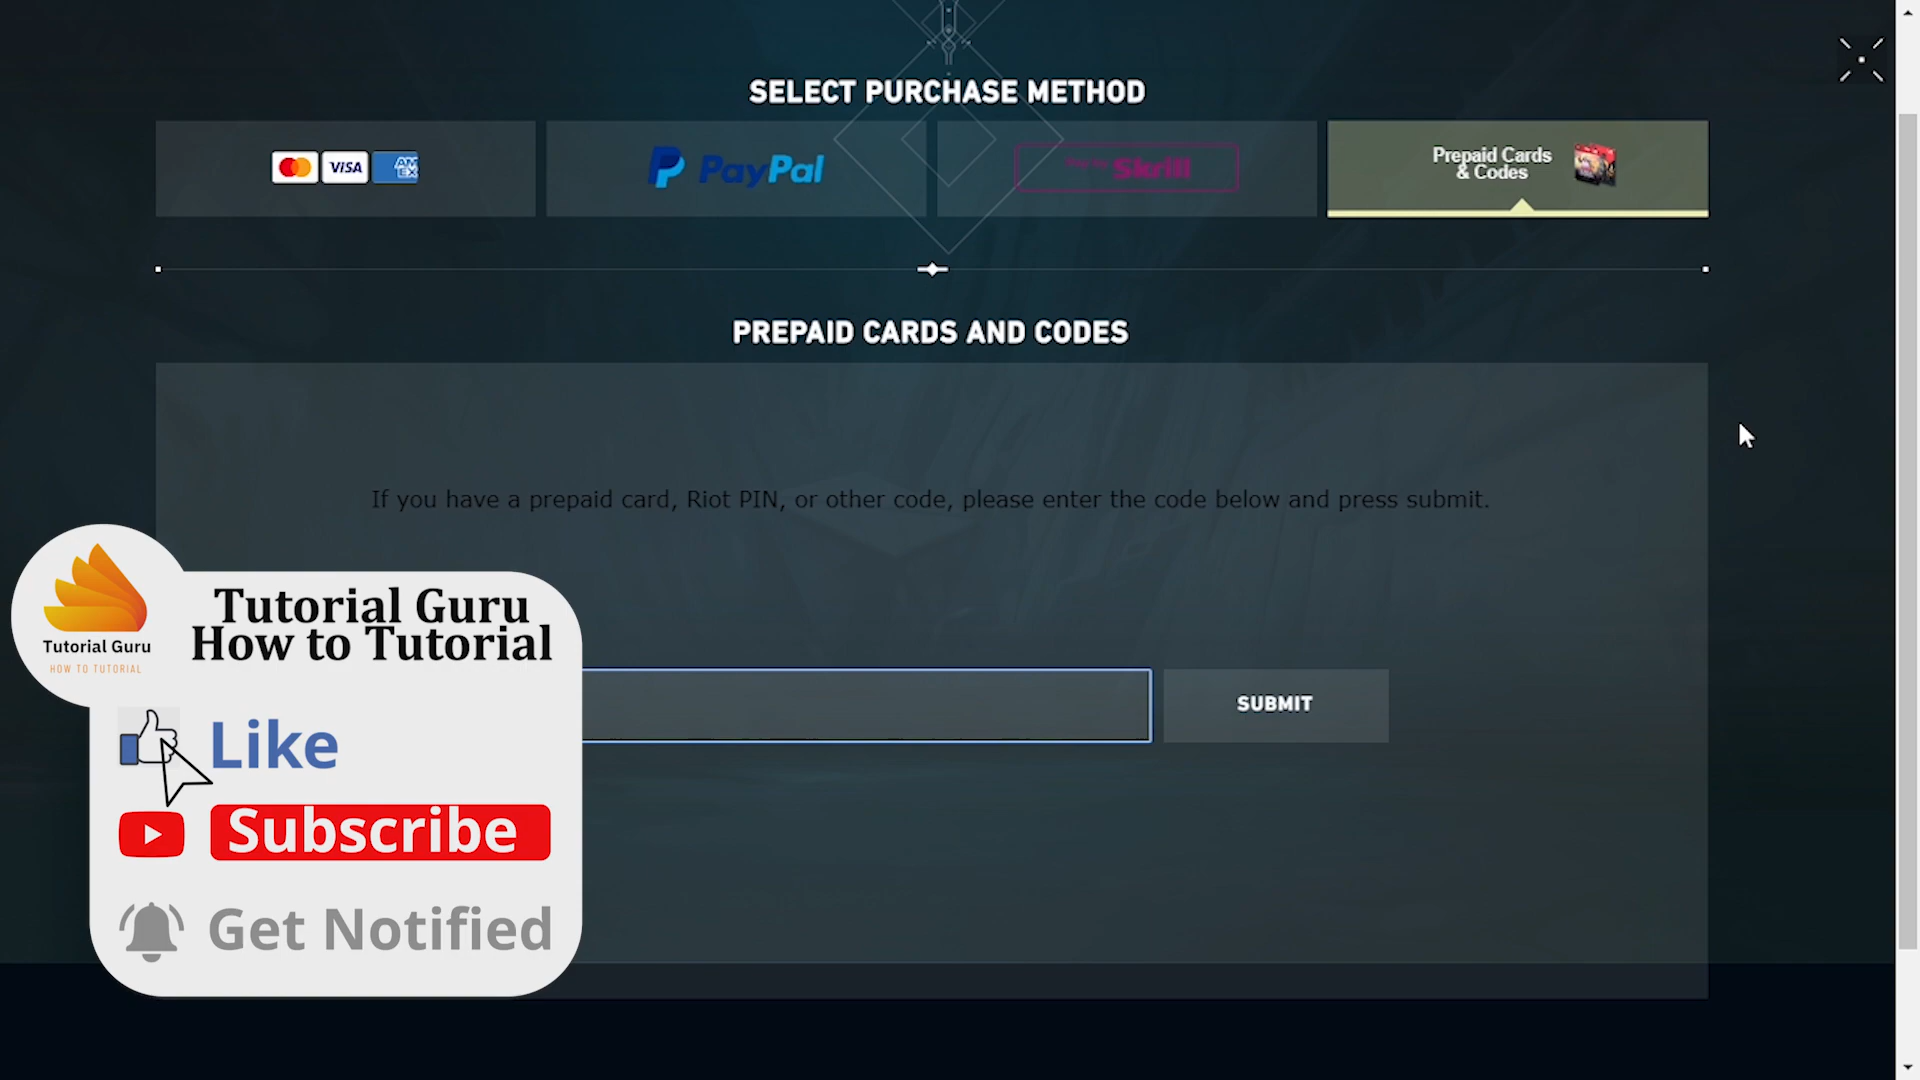 SELECT PURCHASE METHOD
VISA
AM
EX
PayPal
Skrill
Prepaid Cards
& Codes
PREPAID CARDS AND CODES
If you have a prepaid card, Riot PIN, or other code, please enter the code below and press submit.
Tutorial Guru
How to Tutorial
Tutorial Guru
HOW TO TUTORIAL
SUBMIT
Like
Subscribe
Get Notified